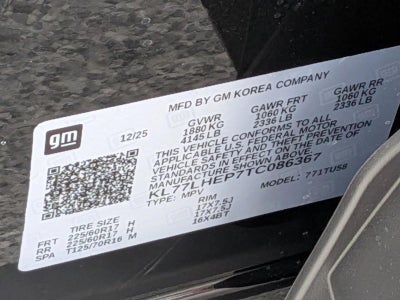 gm
MFD BY GM KOREA COMPANY
12/25
GVWR GAWR FRT GAWR RR
1880 KG 1060 KG 1060 KG
4145 LB 2336 LB 2336 LB
THIS VEHICLE CONFORMS TO ALL
APPLICABLE U.S. FEDERAL MOTOR
VEHICLE SAFETY AND THEFT PREVENTION
STANDARDS IN EFFECT ON THE DATE OF
MANUFACTURE SHOWN ABOVE.
KL77LHEP7TC086367
TYPE: MPV MODEL: 771TU58
TIRE SIZE RIM
FRT 225/60R17 H 17X7.5J
RR 225/60R17 H 17X7.5J
SPA T125/70R16 M 16X4BT